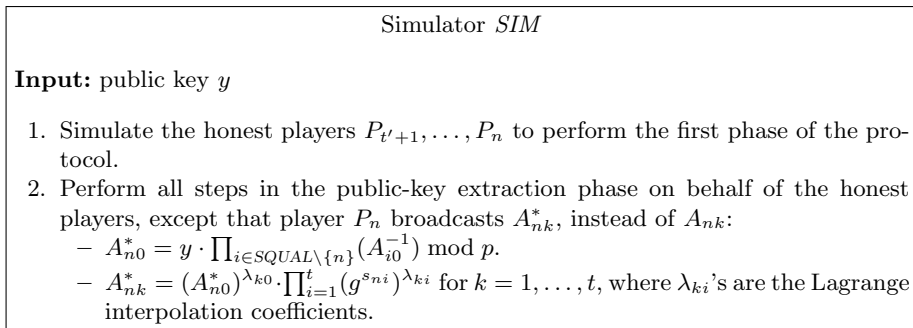 Simulator SIM
Input: public key y
1. Simulate the honest players P_{t'+1}, . . . , P_n to perform the first phase of the pro-
tocol.
2. Perform all steps in the public-key extraction phase on behalf of the honest
players, except that player P_n broadcasts A^*_{nk}, instead of A_{nk}:
– A^*_{n0} = y · ∏_{i∈SQUAL\{n}}(A^{-1}_{i0}) mod p.
– A^*_{nk} = (A^*_{n0})^{λ_{k0}}·∏^t_{i=1}(g^{s_{ni}})^{λ_{ki}} for k = 1, . . . , t, where λ_{ki}'s are the Lagrange
interpolation coefficients.